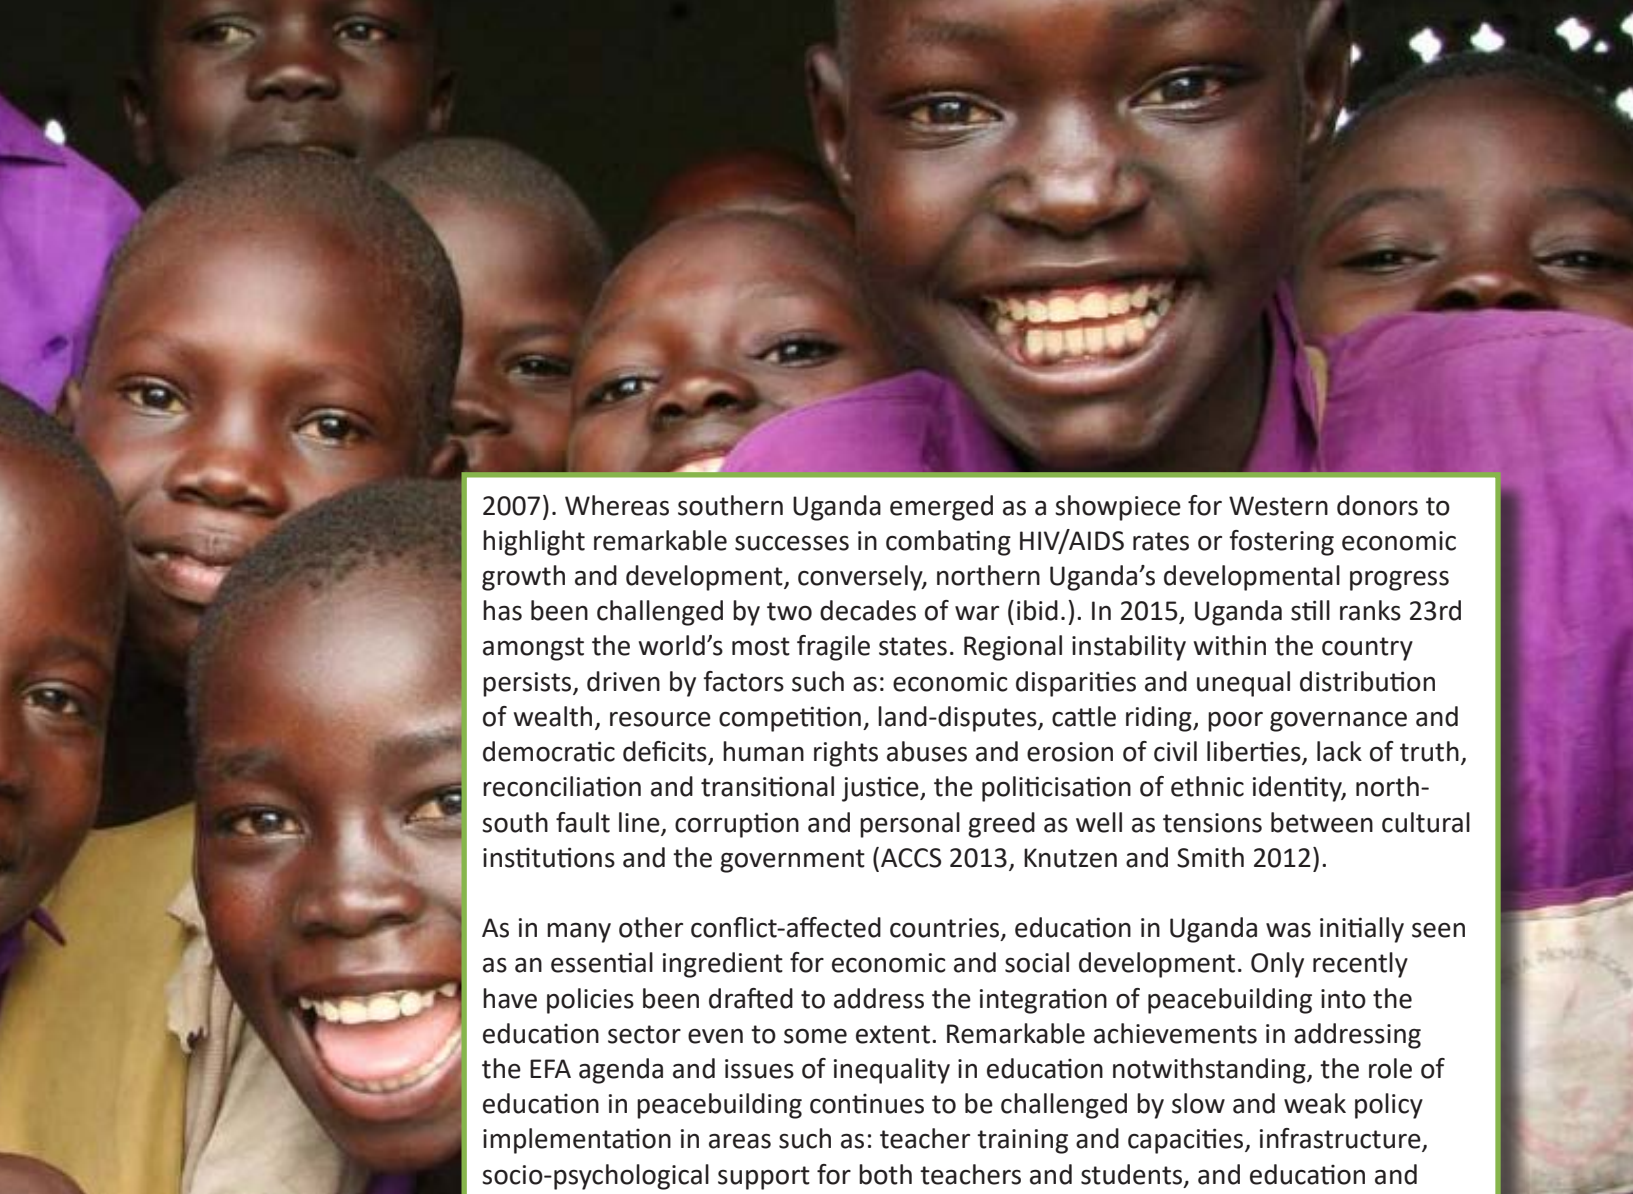 2007). Whereas southern Uganda emerged as a showpiece for Western donors to
highlight remarkable successes in combating HIV/AIDS rates or fostering economic
growth and development, conversely, northern Uganda’s developmental progress
has been challenged by two decades of war (ibid.). In 2015, Uganda still ranks 23rd
amongst the world’s most fragile states. Regional instability within the country
persists, driven by factors such as: economic disparities and unequal distribution
of wealth, resource competition, land-disputes, cattle riding, poor governance and
democratic deficits, human rights abuses and erosion of civil liberties, lack of truth,
reconciliation and transitional justice, the politicisation of ethnic identity, north-
south fault line, corruption and personal greed as well as tensions between cultural
institutions and the government (ACCS 2013, Knutzen and Smith 2012).
As in many other conflict-affected countries, education in Uganda was initially seen
as an essential ingredient for economic and social development. Only recently
have policies been drafted to address the integration of peacebuilding into the
education sector even to some extent. Remarkable achievements in addressing
the EFA agenda and issues of inequality in education notwithstanding, the role of
education in peacebuilding continues to be challenged by slow and weak policy
implementation in areas such as: teacher training and capacities, infrastructure,
socio-psychological support for both teachers and students, and education and